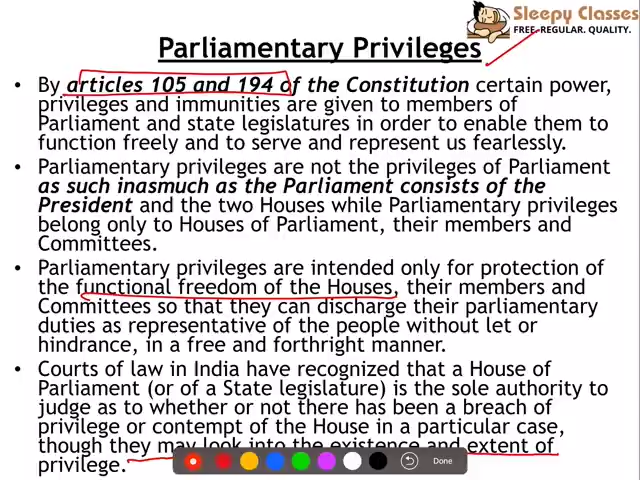 Sleepy Classes
FREE. REGULAR. QUALITY.
Parliamentary Privileges
• By articles 105 and 194 of the Constitution certain power,
privileges and immunities are given to members of
Parliament and state legislatures in order to enable them to
function freely and to serve and represent us fearlessly.
• Parliamentary privileges are not the privileges of Parliament
as such inasmuch as the Parliament consists of the
President and the two Houses while Parliamentary privileges
belong only to Houses of Parliament, their members and
Committees.
• Parliamentary privileges are intended only for protection of
the functional freedom of the Houses, their members and
Committees so that they can discharge their parliamentary
duties as representative of the people without let or
hindrance, in a free and forthright manner.
• Courts of law in India have recognized that a House of
Parliament (or of a State legislature) is the sole authority to
judge as to whether or not there has been a breach of
privilege or contempt of the House in a particular case,
though they may look into the existence and extent of
privilege.
Done